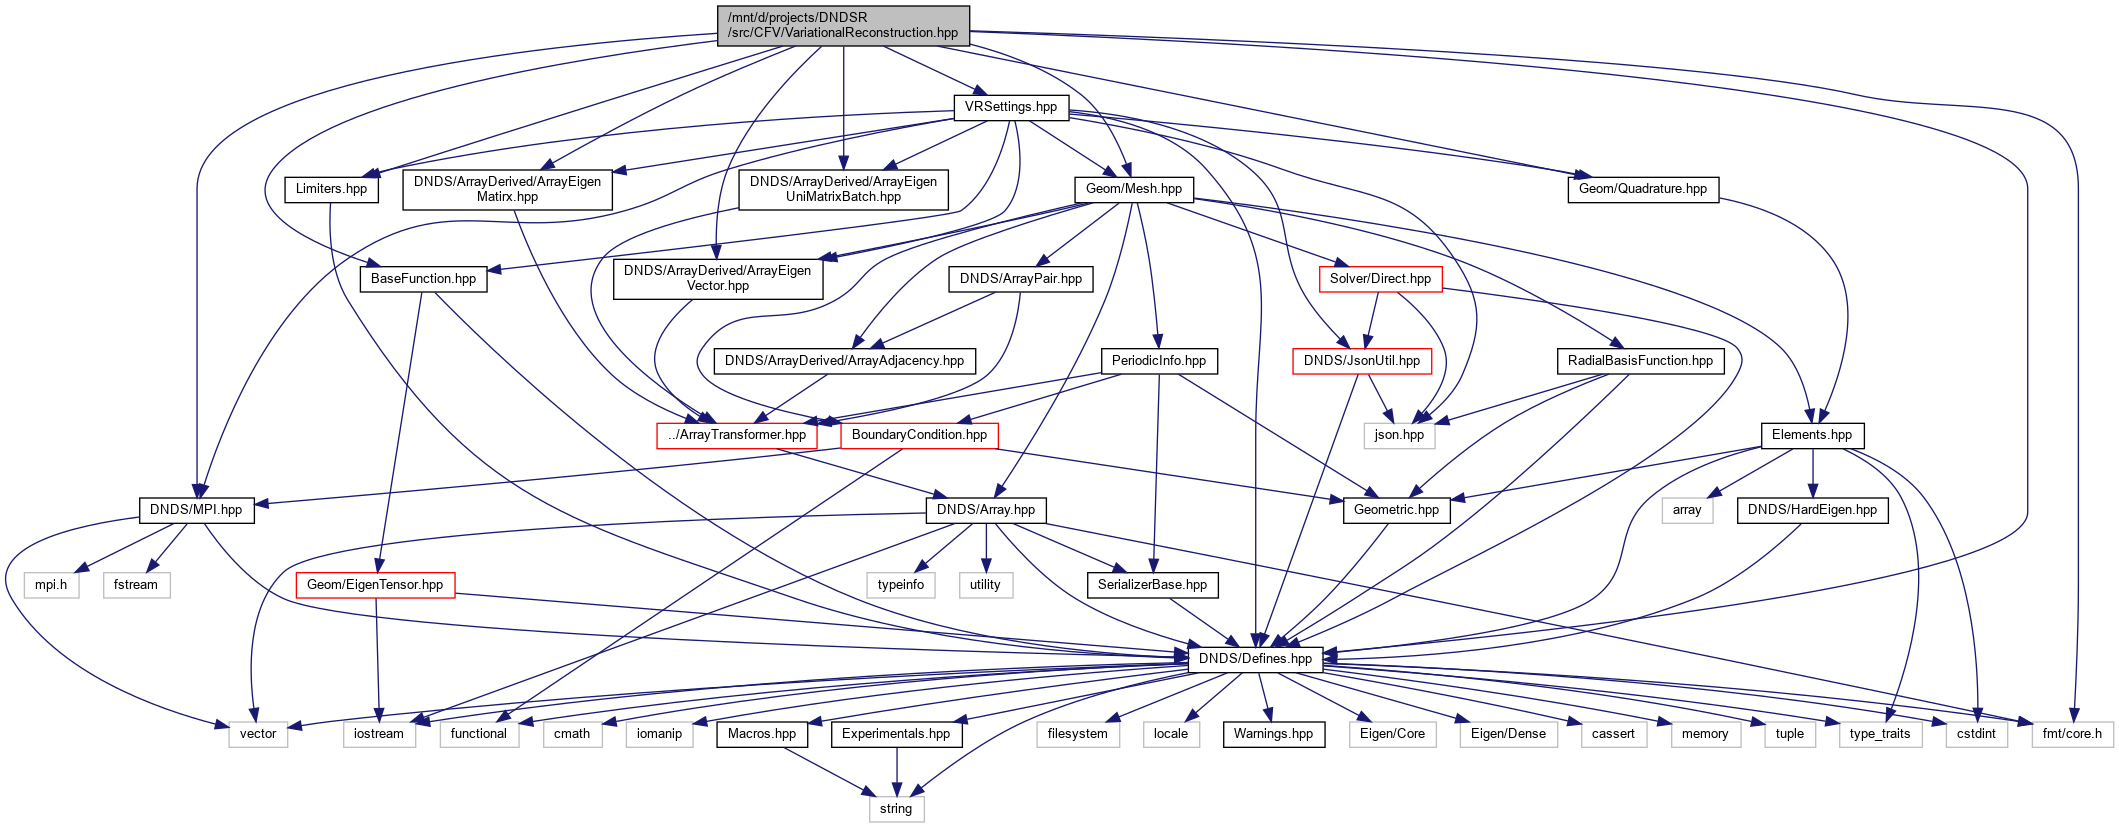 /mnt/d/projects/DNDSR
/src/CFV/VariationalReconstruction.hpp
VRSettings.hpp
Limiters.hpp
DNDS/ArrayDerived/ArrayEigen
Matirx.hpp
DNDS/ArrayDerived/ArrayEigen
UniMatrixBatch.hpp
Geom/Mesh.hpp
Geom/Quadrature.hpp
BaseFunction.hpp
DNDS/ArrayDerived/ArrayEigen
Vector.hpp
DNDS/ArrayPair.hpp
Solver/Direct.hpp
DNDS/ArrayDerived/ArrayAdjacency.hpp
PeriodicInfo.hpp
DNDS/JsonUtil.hpp
RadialBasisFunction.hpp
../ArrayTransformer.hpp
BoundaryCondition.hpp
json.hpp
Elements.hpp
DNDS/MPI.hpp
DNDS/Array.hpp
Geometric.hpp
array
DNDS/HardEigen.hpp
mpi.h
fstream
Geom/EigenTensor.hpp
typeinfo
utility
SerializerBase.hpp
DNDS/Defines.hpp
vector
iostream
functional
cmath
iomanip
Macros.hpp
Experimentals.hpp
filesystem
locale
Warnings.hpp
Eigen/Core
Eigen/Dense
cassert
memory
tuple
type_traits
cstdint
fmt/core.h
string